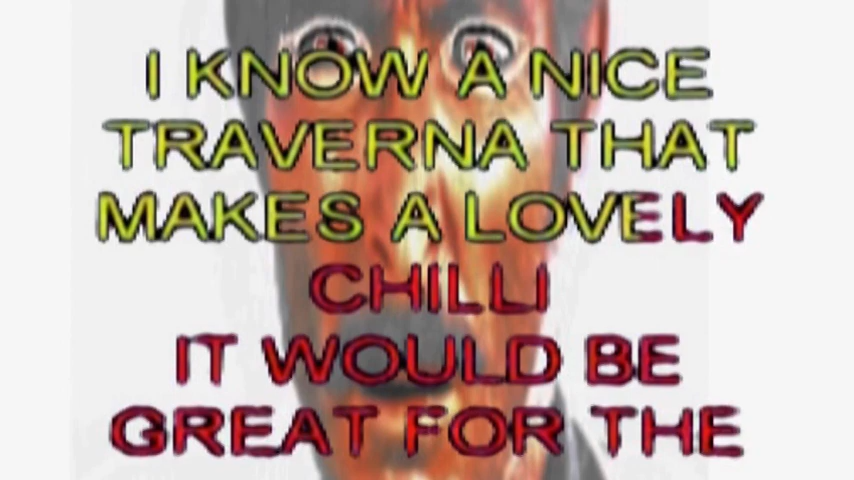 I KNOW A NICE
TRAVERNA THAT
MAKES A LOVELY
CHILLI
IT WOULD BE
GREAT FOR THE